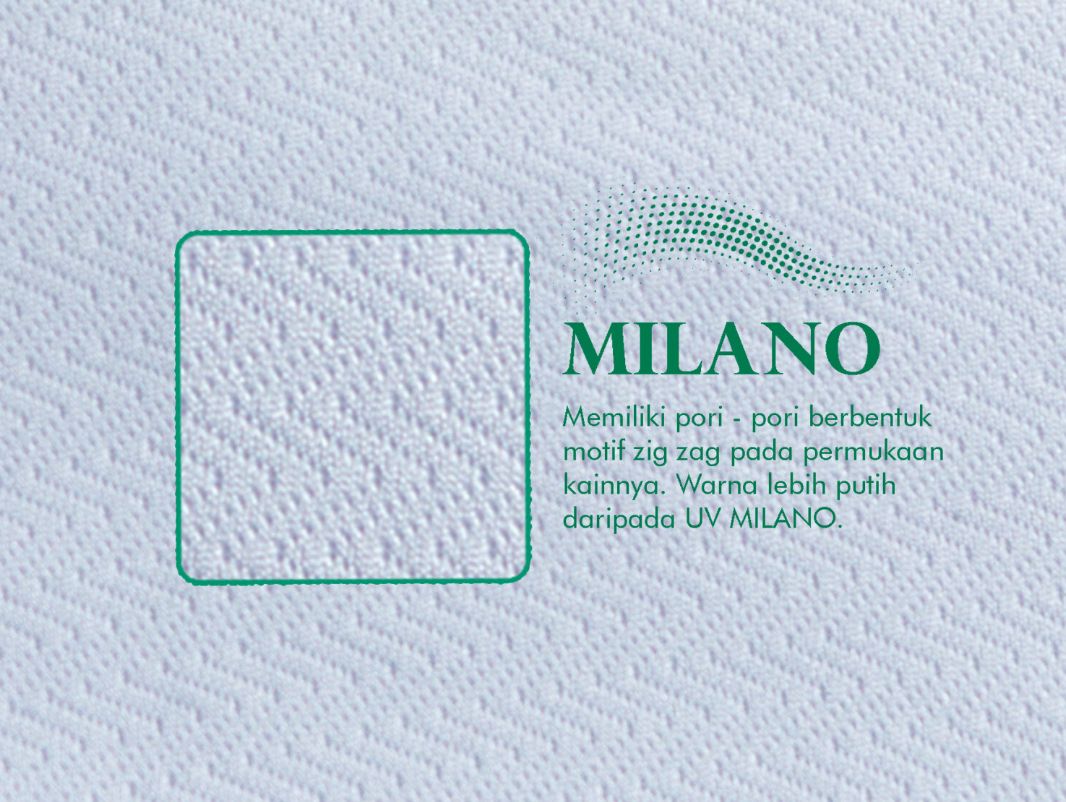 MILANO
Memiliki pori - pori berbentuk
motif zig zag pada permukaan
kainnya. Warna lebih putih
daripada UV MILANO.